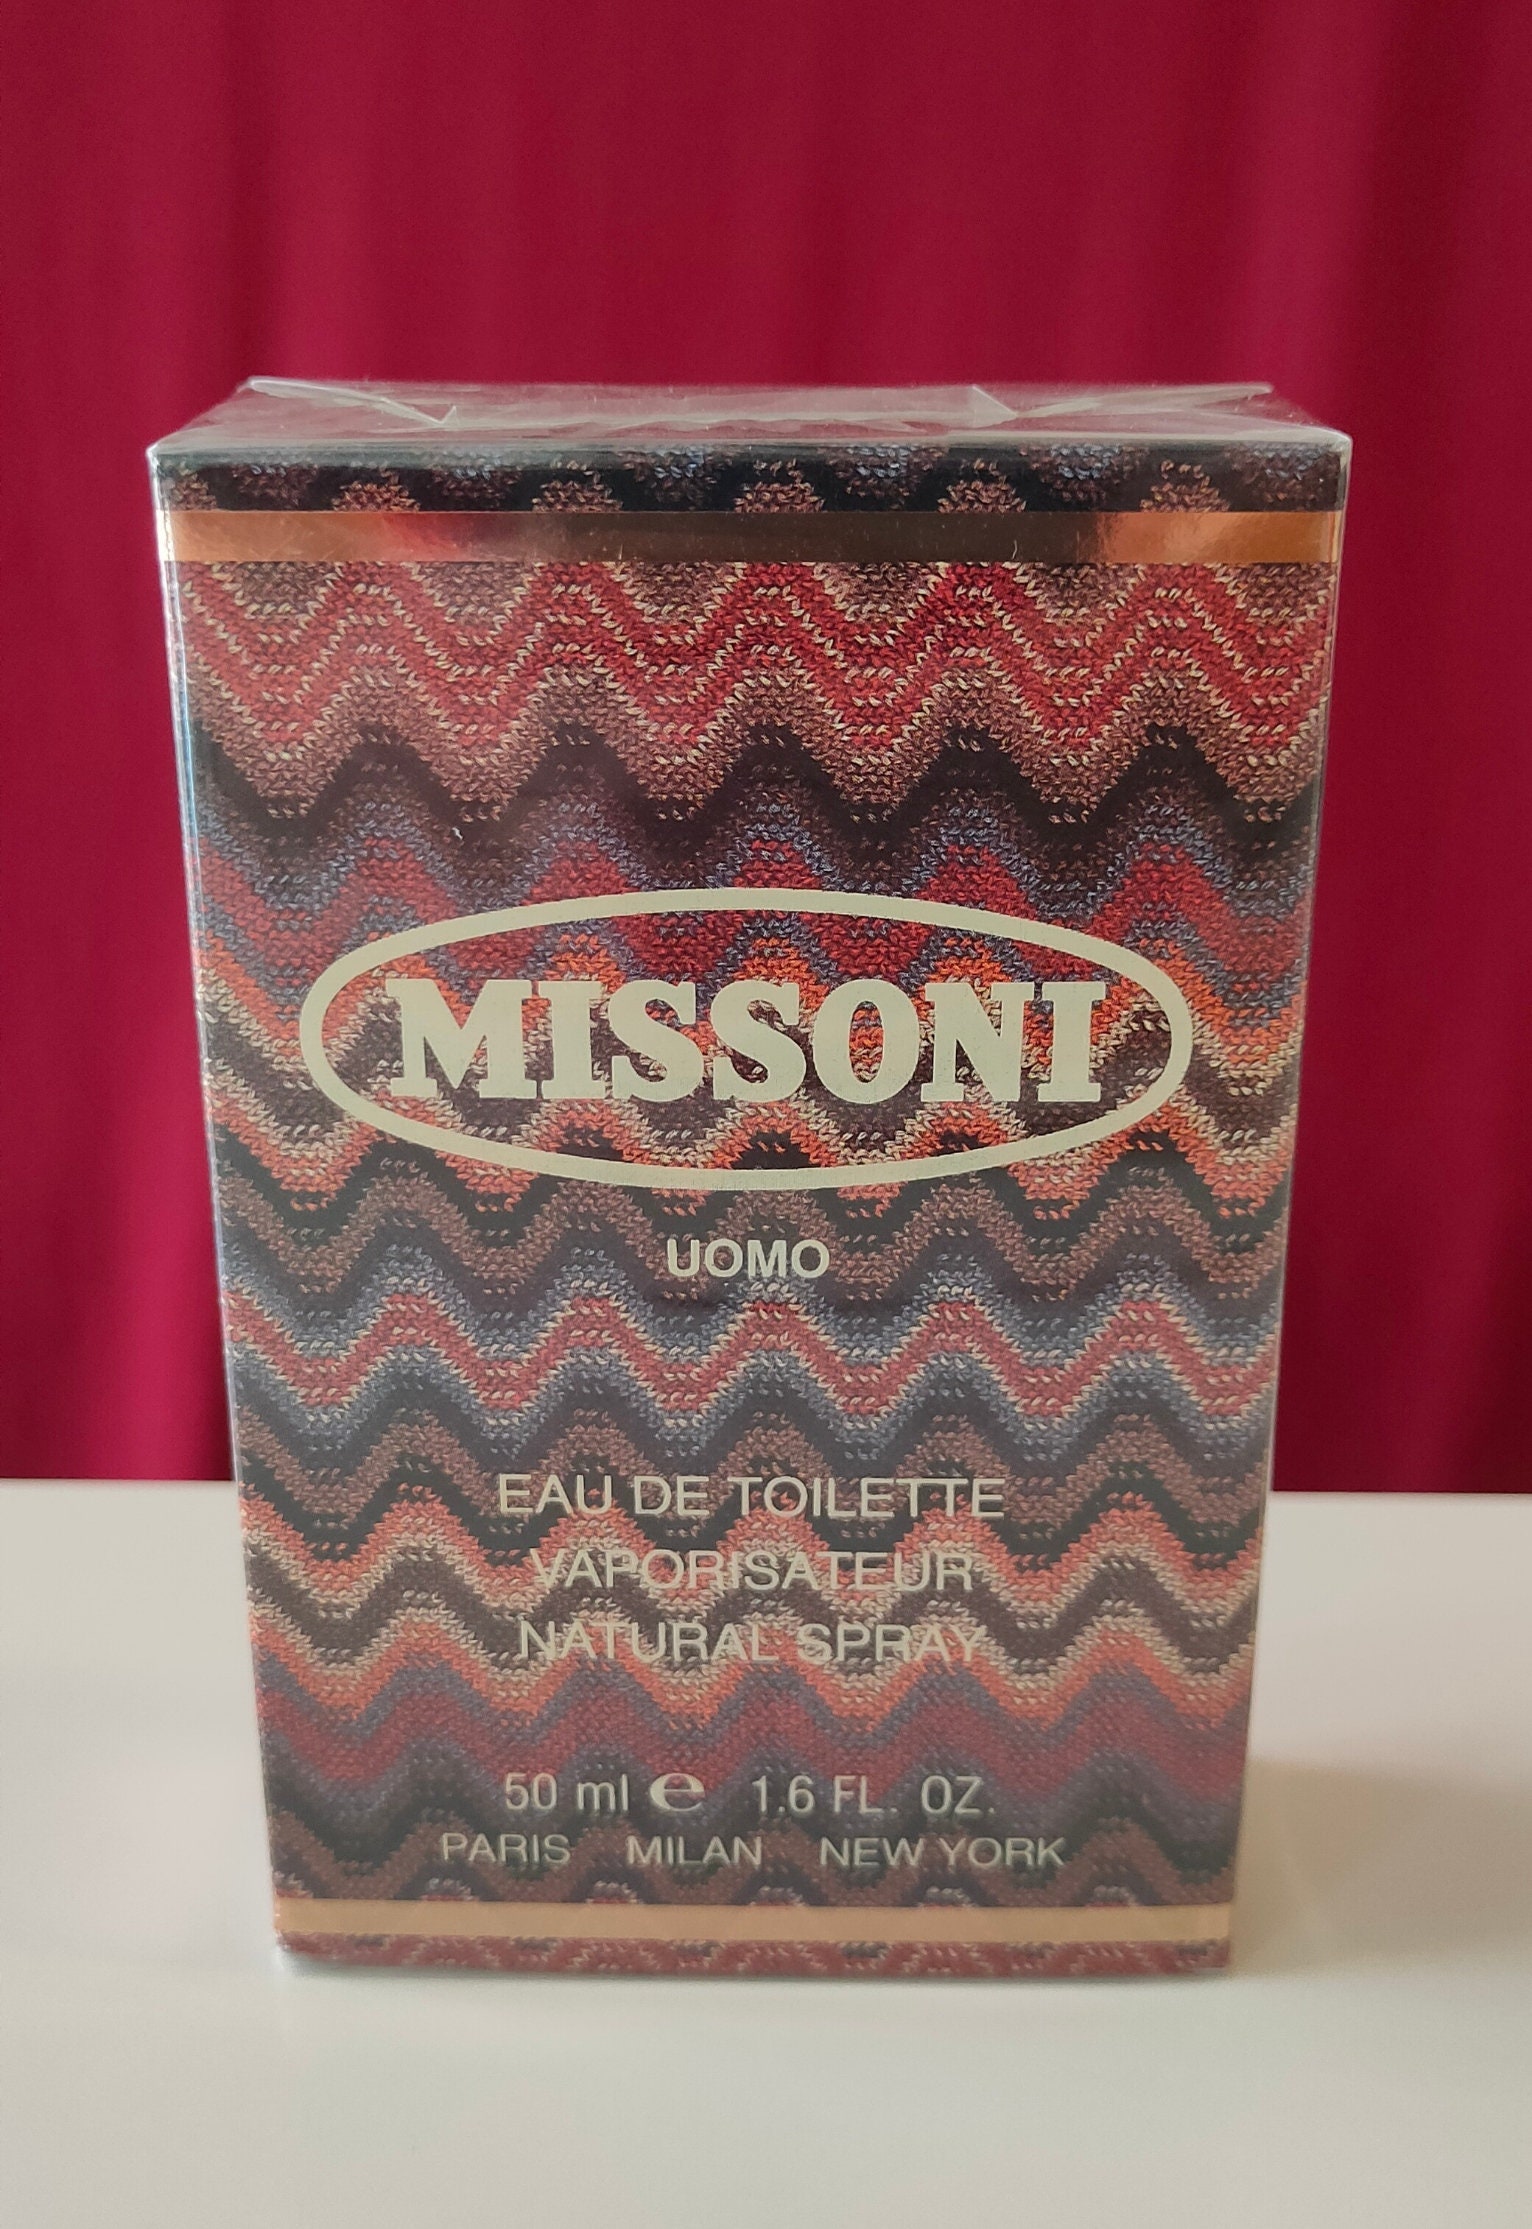 MISSONI
UOMO
EAU DE TOILETTE
VAPORISATEUR
NATURAL SPRAY
50 ml e 1.6 FL. OZ.
PARIS MILAN NEW YORK